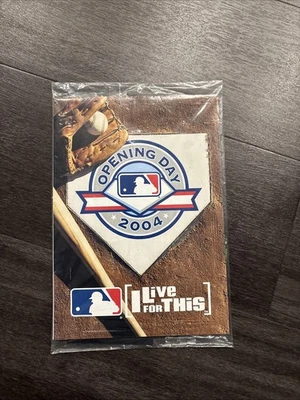 OPENING DAY
2004
I Live
FOR THIS